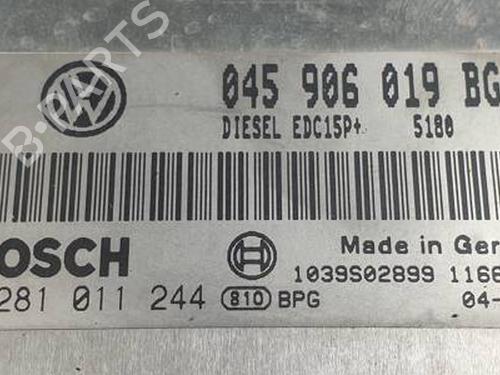 045 906 019 BG
DIESEL EDC15P+ 5180
BOSCH Made in Ger
281 011 244 810 BPG 1039S02899 1166
04-
B-PARTS